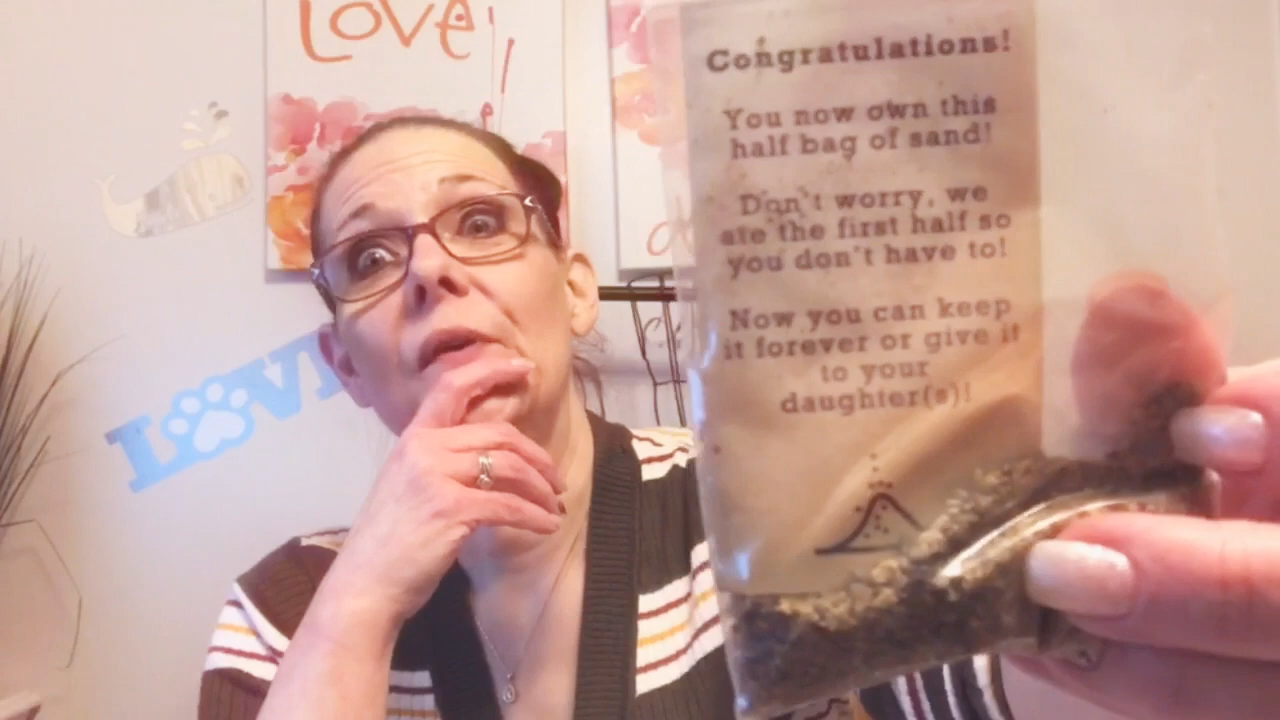 LOVE
Congratulations!
You now own this
half bag of sand!
Don't worry, we
ate the first half so
you don't have to!
Now you can keep
it forever or give it
to your
daughter(s)!
LOV